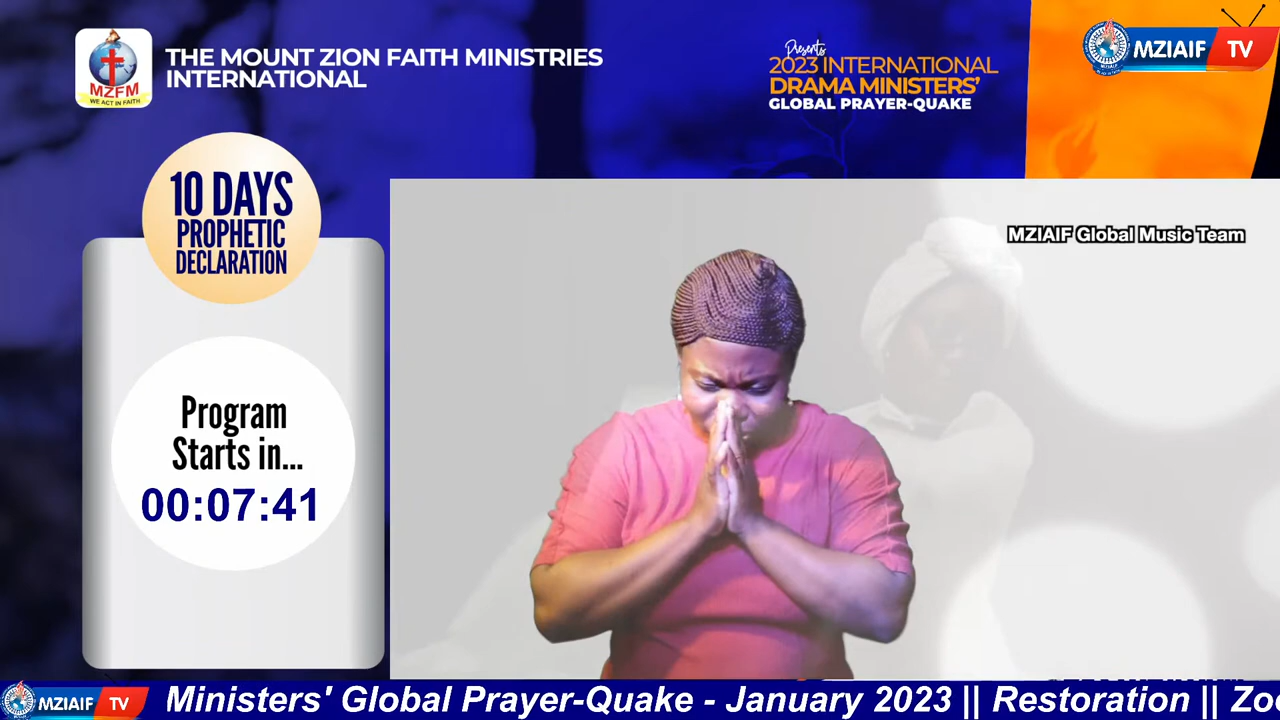 MZFM
WE ACT IN FAITH
THE MOUNT ZION FAITH MINISTRIES
INTERNATIONAL
Presents
2023 INTERNATIONAL
DRAMA MINISTERS'
GLOBAL PRAYER-QUAKE
MZIAIF TV
10 DAYS
PROPHETIC
DECLARATION
MZIAIF Global Music Team
Program
Starts in...
00:07:41
MZIAIF TV
Ministers' Global Prayer-Quake - January 2023 || Restoration || Zo